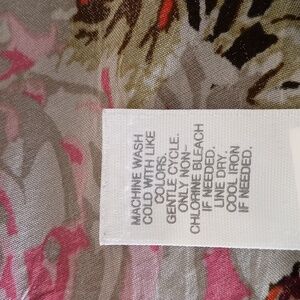 MACHINE WASH
COLD WITH LIKE
COLORS.
GENTLE CYCLE.
ONLY NON-
CHLORINE BLEACH
IF NEEDED.
LINE DRY.
COOL IRON
IF NEEDED.